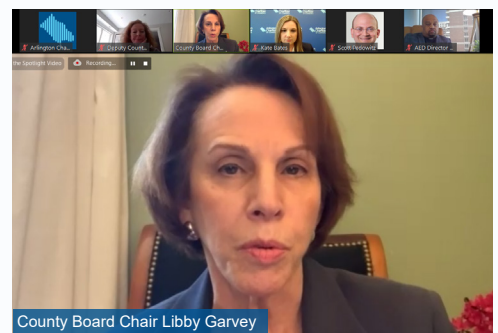 Arlington Cha...
Deputy Count...
County Board Ch...
Kate Bates
Scott Pedowitz
AED Director ...
the Spotlight Video
Recording...
County Board Chair Libby Garvey